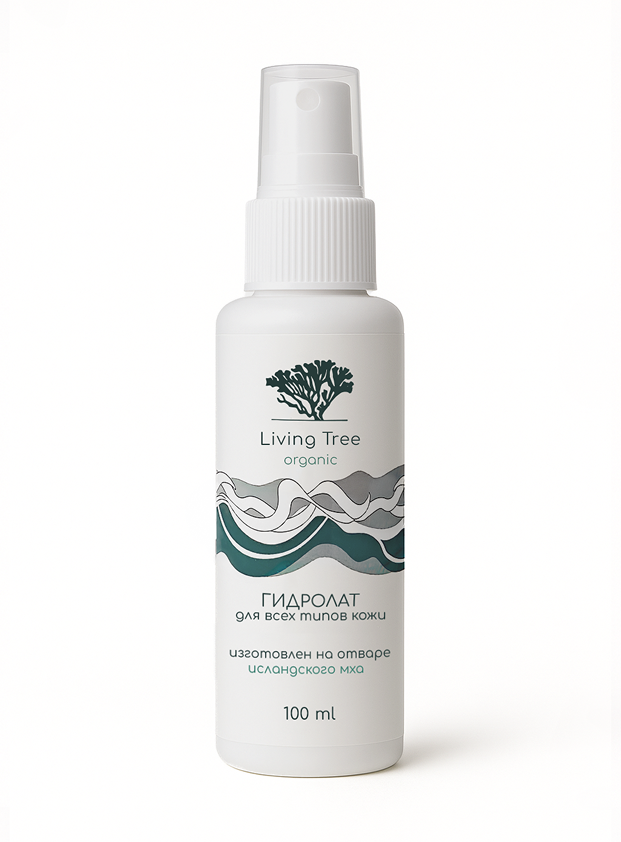 Living Tree
organic
ГИДРОЛАТ
для всех типов кожи
изготовлен на отваре
исландского мха
100 ml